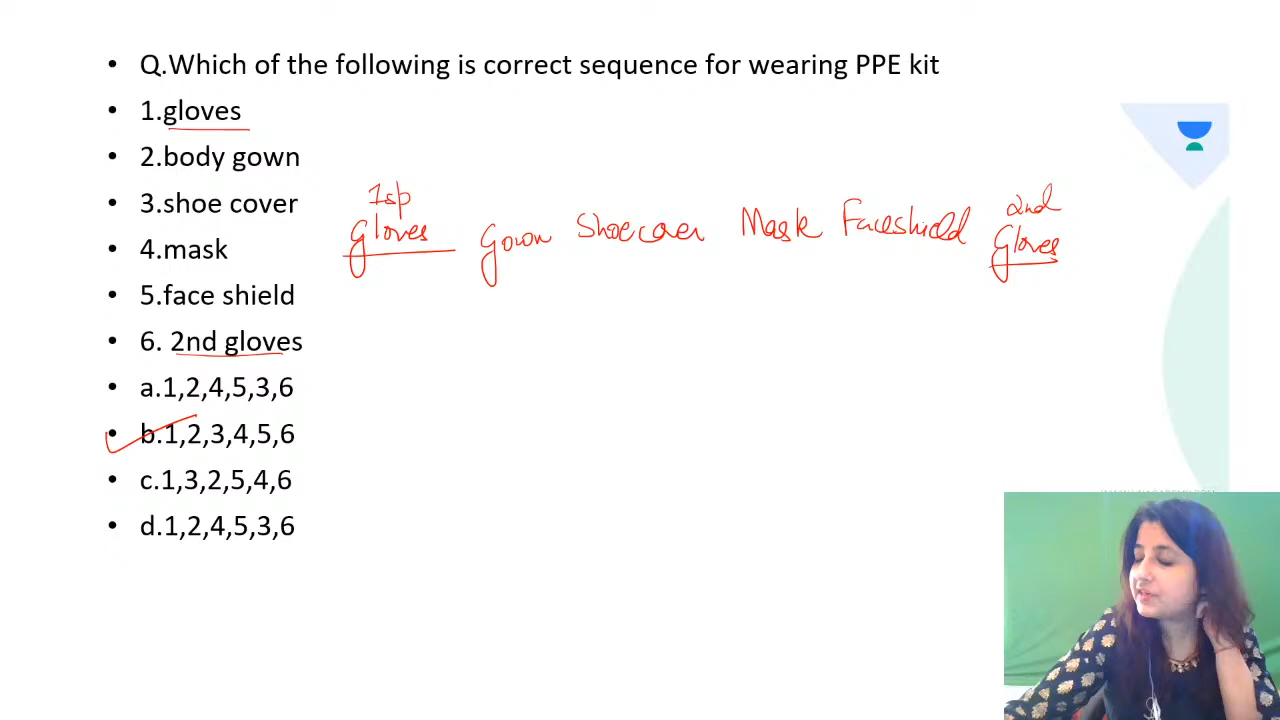 • Q.Which of the following is correct sequence for wearing PPE kit
• 1.gloves
• 2.body gown
• 3.shoe cover
• 4.mask
• 5.face shield
• 6. 2nd gloves
• a.1,2,4,5,3,6
• b.1,2,3,4,5,6
• c.1,3,2,5,4,6
• d.1,2,4,5,3,6
gloves gown Shoecover Mask Faceshield 2nd
Gloves